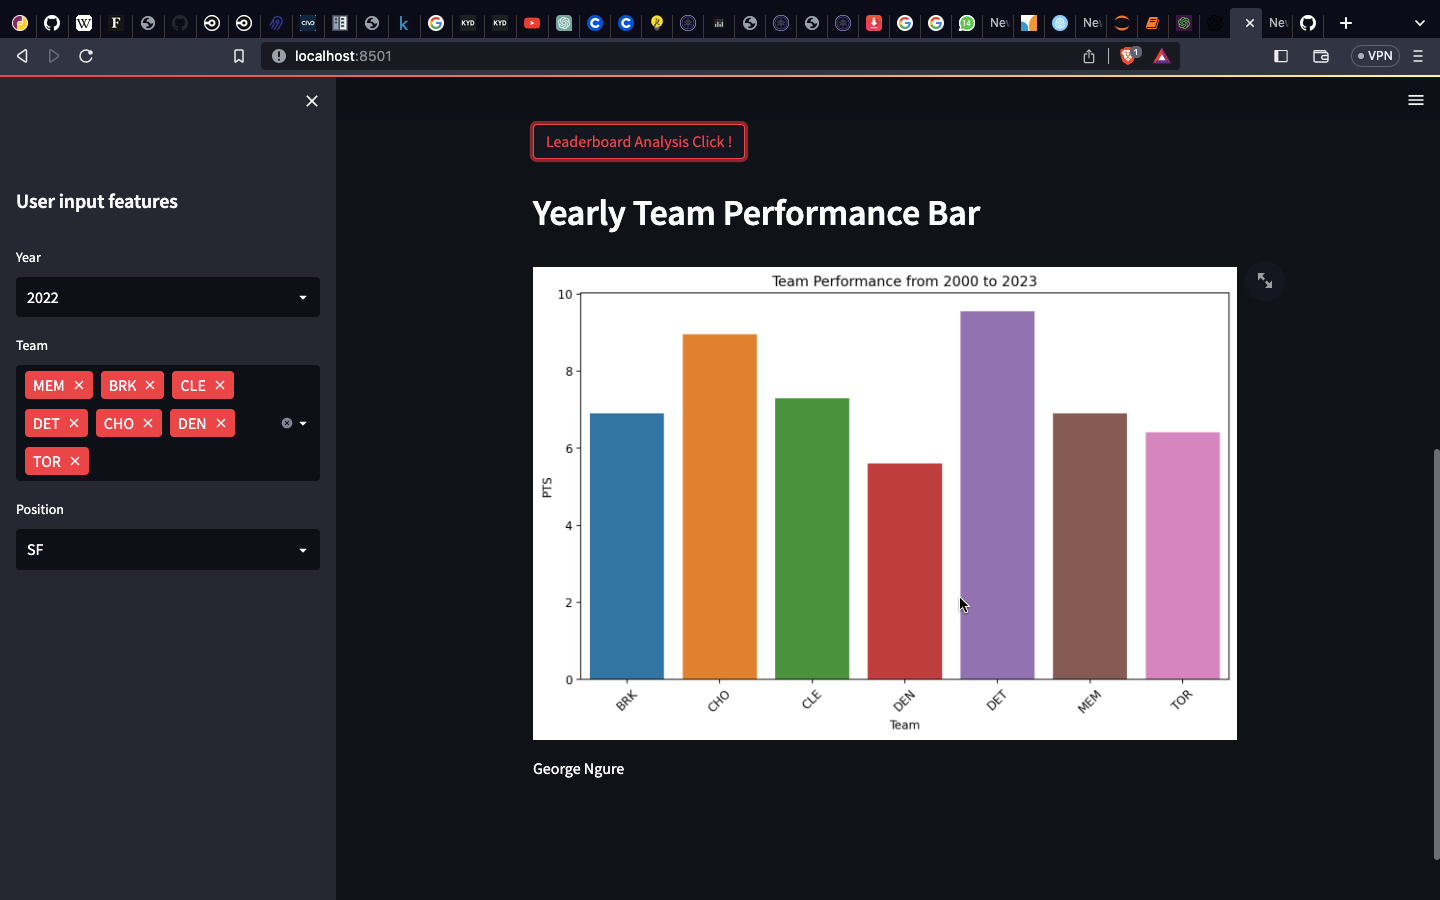 New
New
New
localhost:8501
1
VPN
Leaderboard Analysis Click !
User input features
Year
2022
Team
MEM
BRK
CLE
DET
CHO
DEN
TOR
Position
SF
Yearly Team Performance Bar
Team Performance from 2000 to 2023
10
8
6
4
2
0
PTS
BRK
CHO
CLE
DEN
DET
MEM
TOR
Team
George Ngure